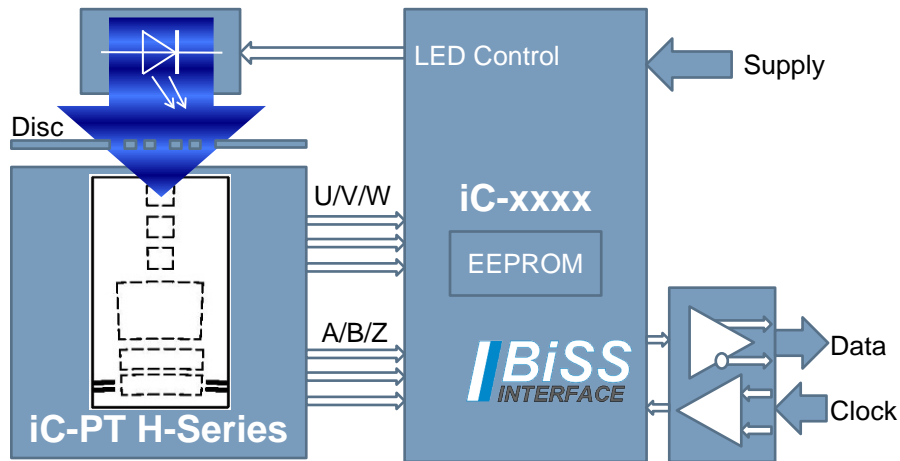 LED Control
Supply
Disc
U/V/W
iC-xxxx
EEPROM
A/B/Z
BiSS
INTERFACE
Data
Clock
iC-PT H-Series